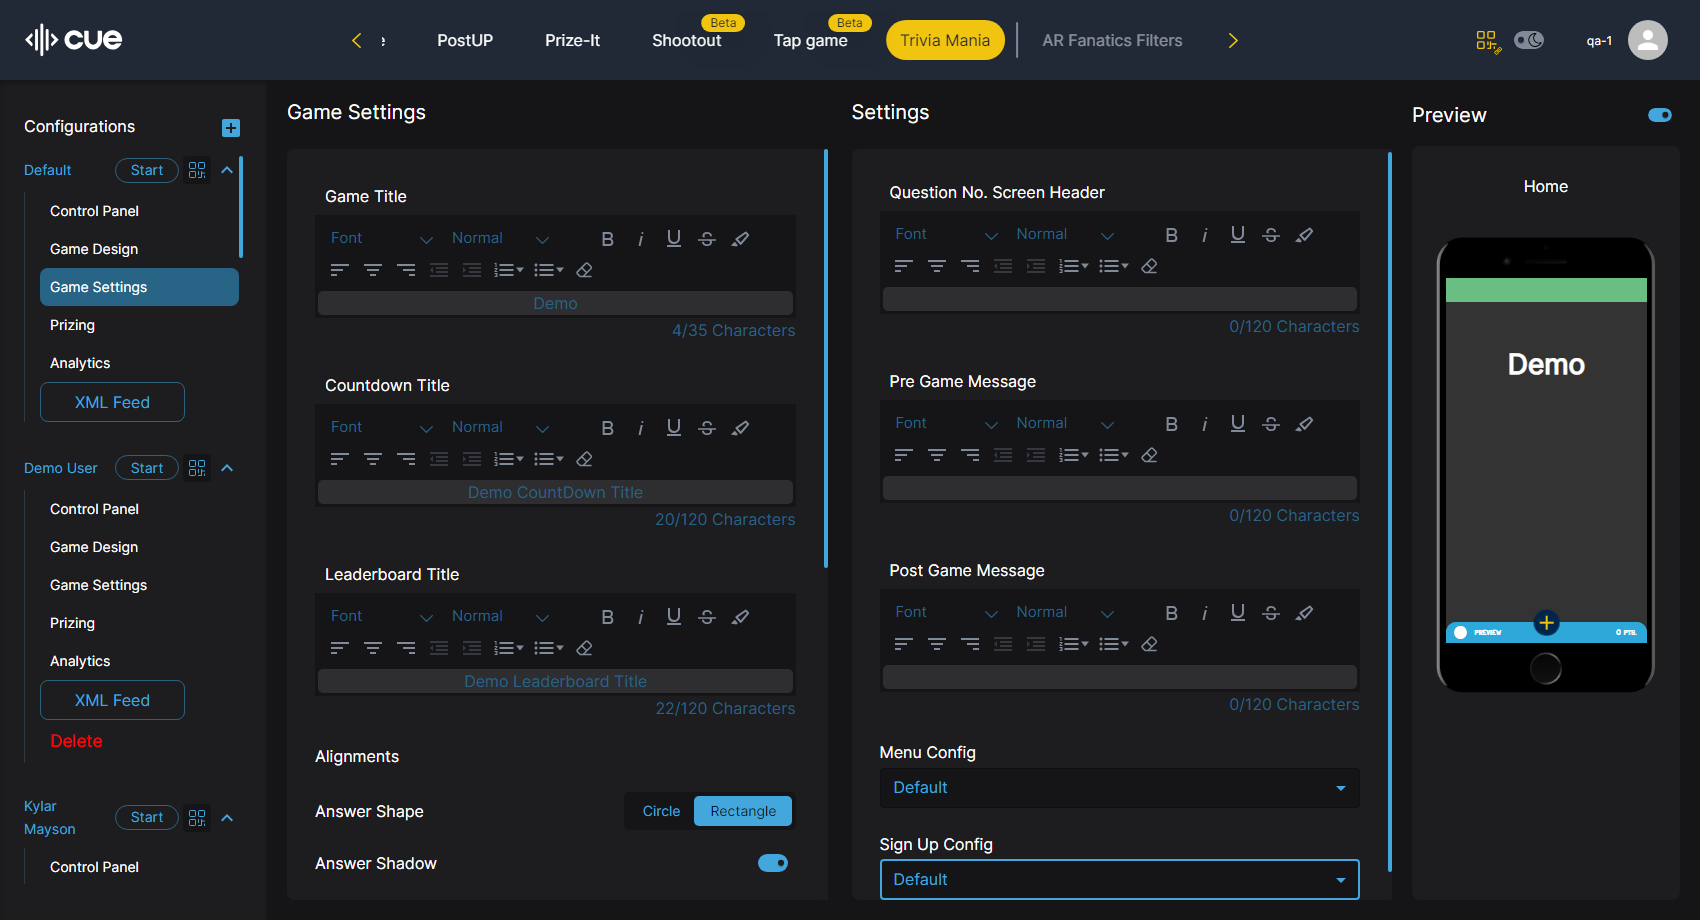 cue
PostUP
Prize-It
Shootout
Beta
Tap game
Beta
Trivia Mania
AR Fanatics Filters
qa-1
Configurations
Default
Start
Control Panel
Game Design
Game Settings
Prizing
Analytics
XML Feed
Demo User
Start
Control Panel
Game Design
Game Settings
Prizing
Analytics
XML Feed
Delete
Kylar
Mayson
Start
Control Panel
Game Settings
Game Title
Font
Normal
Demo
4/35 Characters
Countdown Title
Font
Normal
Demo CountDown Title
20/120 Characters
Leaderboard Title
Font
Normal
Demo Leaderboard Title
22/120 Characters
Alignments
Answer Shape
Circle
Rectangle
Answer Shadow
Settings
Question No. Screen Header
Font
Normal
0/120 Characters
Pre Game Message
Font
Normal
0/120 Characters
Post Game Message
Font
Normal
0/120 Characters
Menu Config
Default
Sign Up Config
Default
Preview
Home
Demo
PREVIEW
0 PTS.